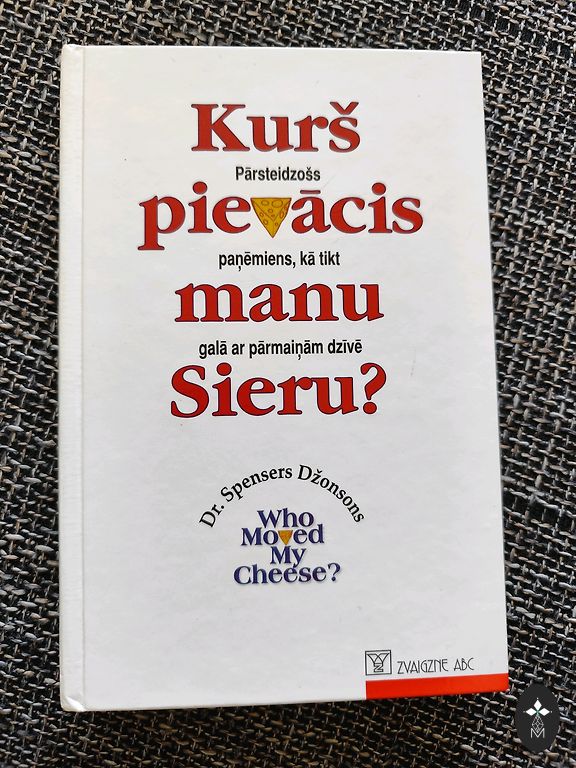 Kurš
Pārsteidzošs
pievācis
paņēmiens, kā tikt
manu
galā ar pārmaiņām dzīvē
Sieru?
Dr. Spensers Džonsons
Who
Moved
My
Cheese?
ZVAIGZNE ABC